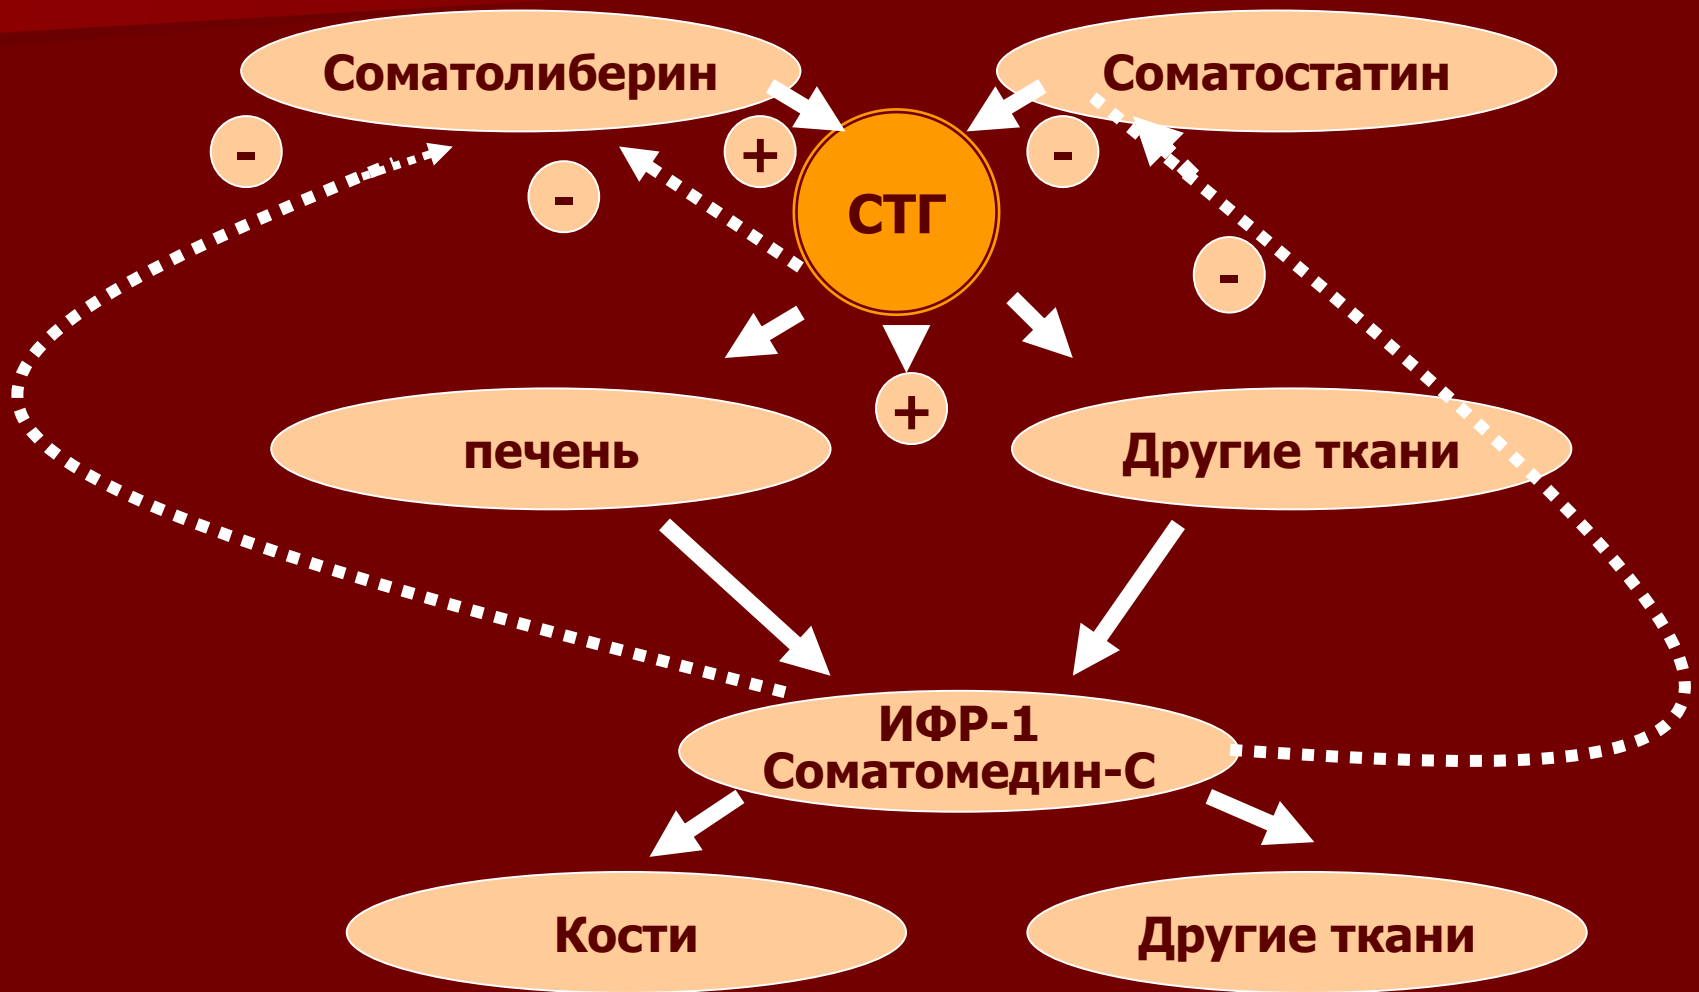 Соматолиберин
Соматостатин
-
-
+
-
СТГ
-
+
печень
Другие ткани
ИФР-1
Соматомедин-С
Кости
Другие ткани